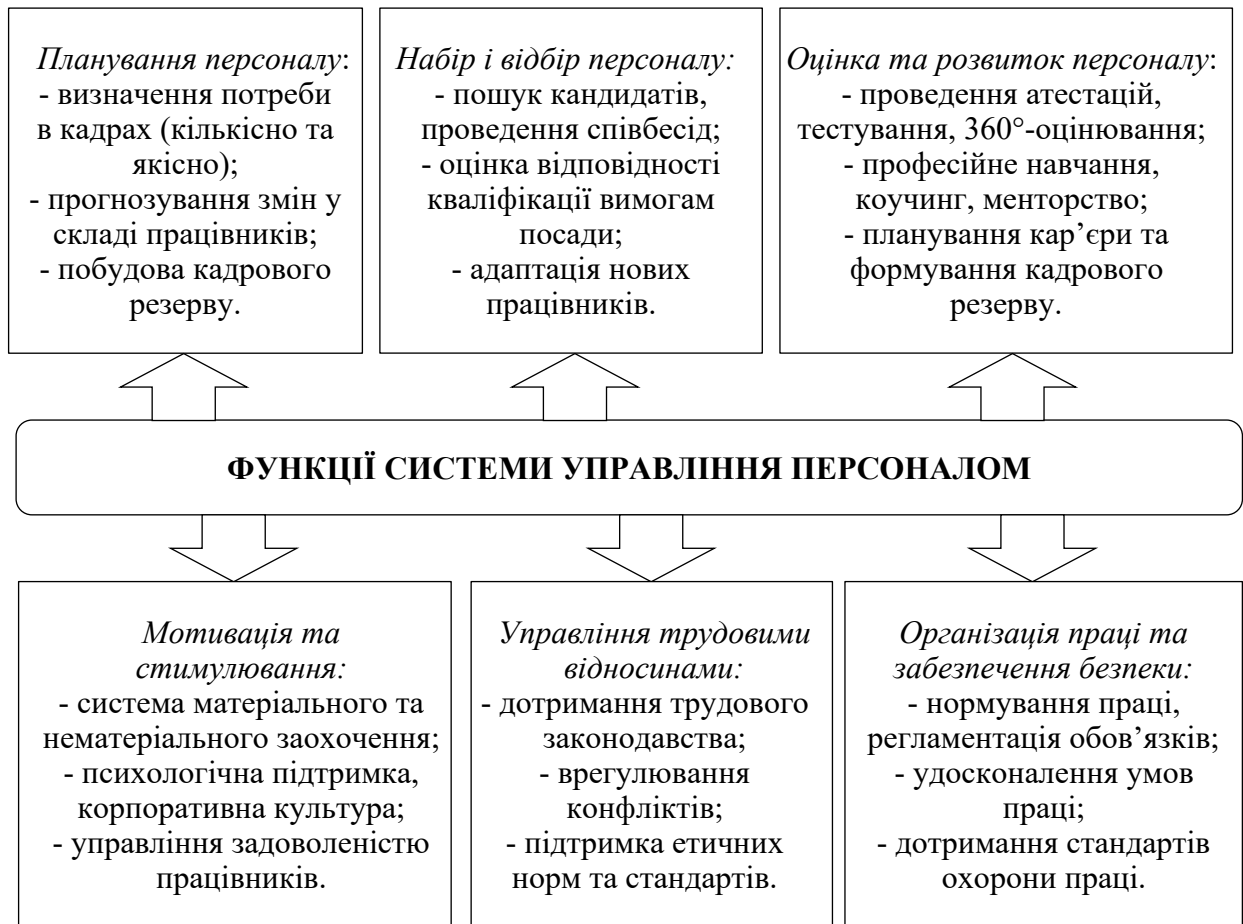 Планування персоналу:
- визначення потреби
в кадрах (кількісно та
якісно);
- прогнозування змін у
складі працівників;
- побудова кадрового
резерву.
Набір і відбір персоналу:
- пошук кандидатів,
проведення співбесід;
- оцінка відповідності
кваліфікації вимогам
посади;
- адаптація нових
працівників.
Оцінка та розвиток персоналу:
- проведення атестацій,
тестування, 360°-оцінювання;
- професійне навчання,
коучинг, менторство;
- планування кар’єри та
формування кадрового
резерву.
ФУНКЦІЇ СИСТЕМИ УПРАВЛІННЯ ПЕРСОНАЛОМ
Мотивація та
стимулювання:
- система матеріального та
нематеріального заохочення;
- психологічна підтримка,
корпоративна культура;
- управління задоволеністю
працівників.
Управління трудовими
відносинами:
- дотримання трудового
законодавства;
- врегулювання
конфліктів;
- підтримка етичних
норм та стандартів.
Організація праці та
забезпечення безпеки:
- нормування праці,
регламентація обов’язків;
- удосконалення умов
праці;
- дотримання стандартів
охорони праці.